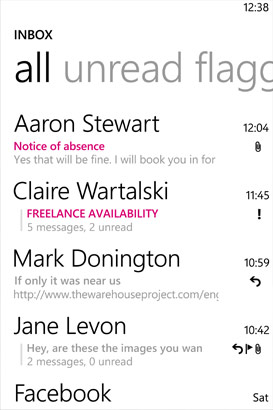 12:38
INBOX
all unread flagg
Aaron Stewart 12:04
Notice of absence
Yes that will be fine. I will book you in for
Claire Wartalski 11:45
FREELANCE AVAILABILITY !
5 messages, 2 unread
Mark Donington 10:59
If only it was near us
http://www.thewarehouseproject.com/eng
Jane Levon 10:42
Hey, are these the images you wan
2 messages, 0 unread
Facebook Sat